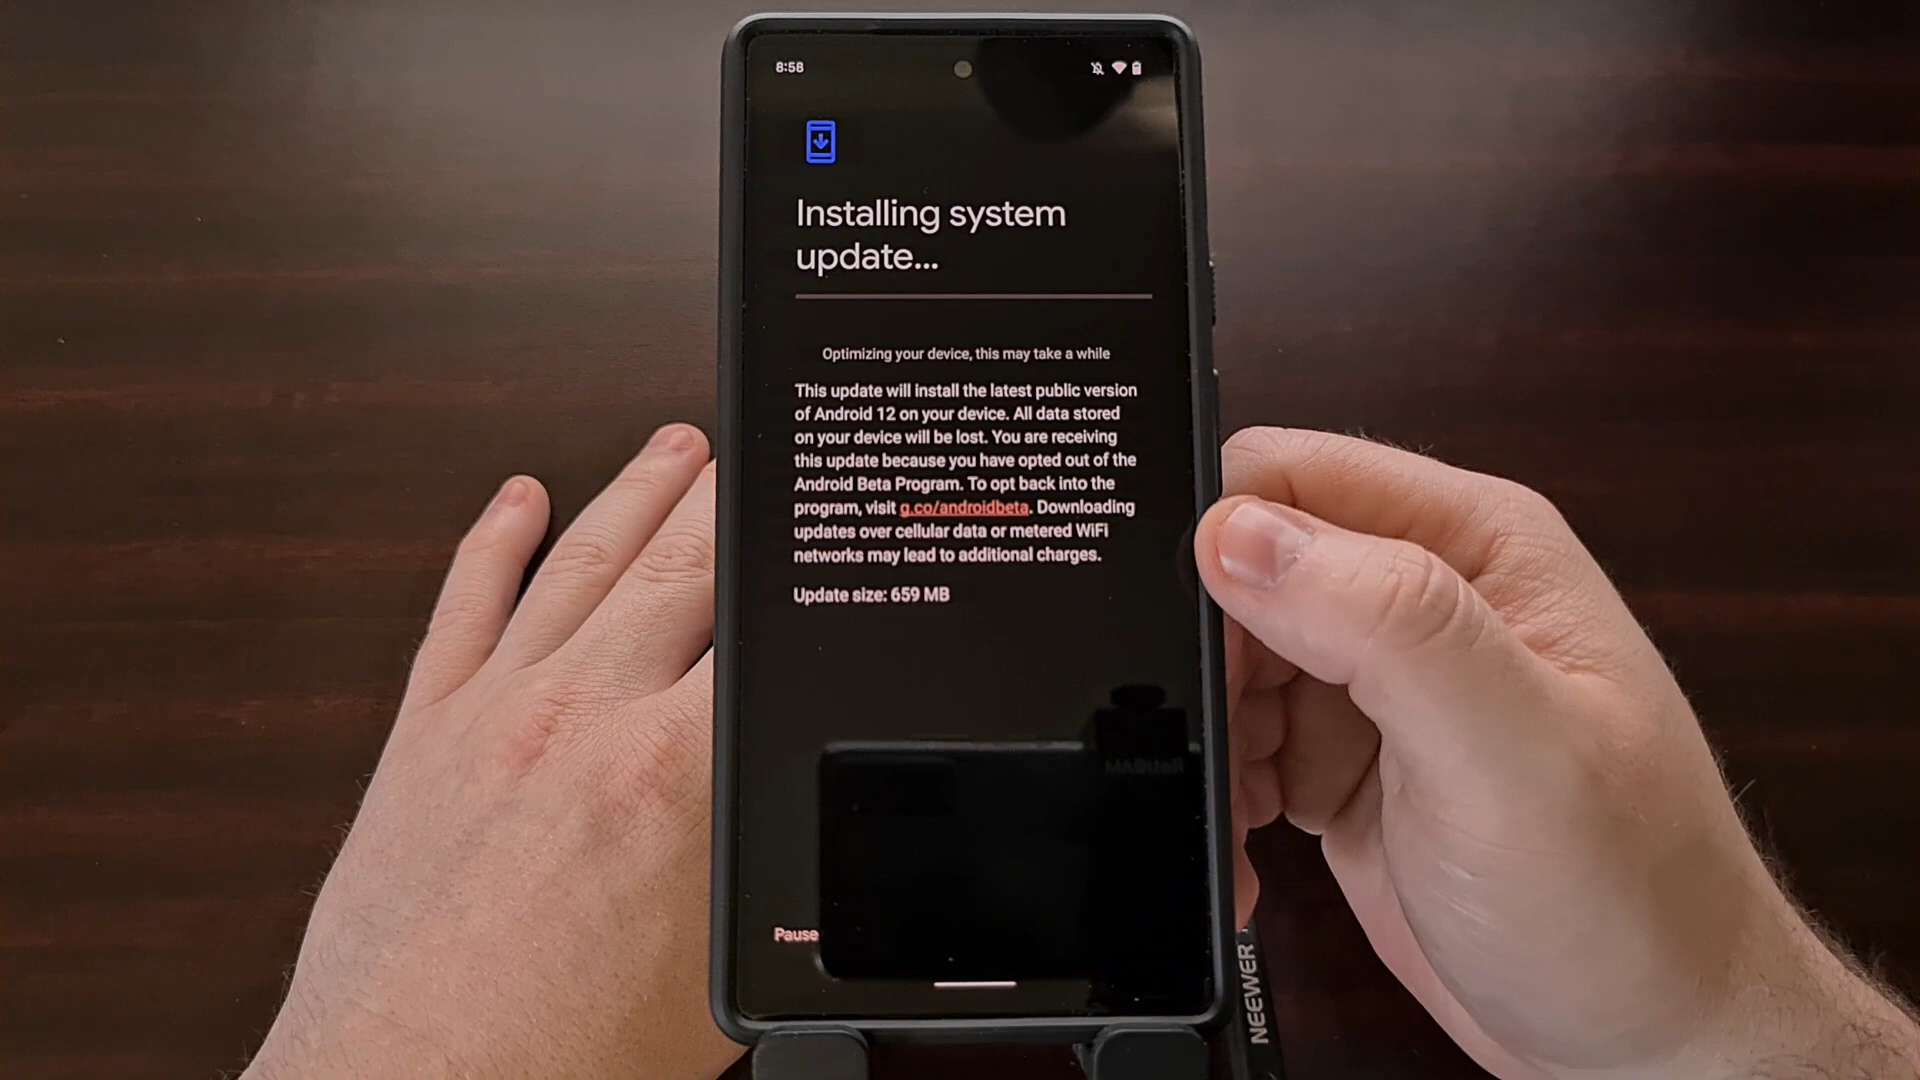 8:58
Installing system
update...
Optimizing your device, this may take a while
This update will install the latest public version
of Android 12 on your device. All data stored
on your device will be lost. You are receiving
this update because you have opted out of the
Android Beta Program. To opt back into the
program, visit g.co/androidbeta. Downloading
updates over cellular data or metered WiFi
networks may lead to additional charges.
Update size: 659 MB
Pause
NEEWER